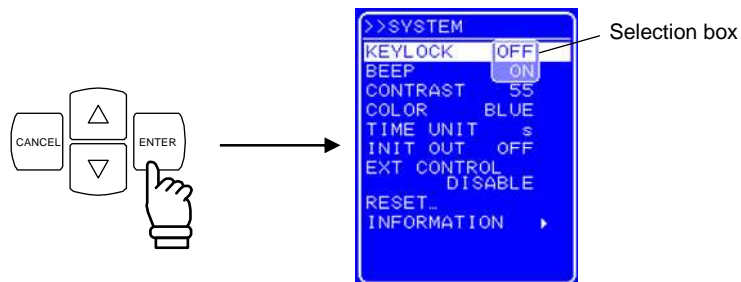 CANCEL
ENTER
>>SYSTEM
KEYLOCK OFF
BEEP ON
CONTRAST 55
COLOR BLUE
TIME UNIT s
INIT OUT OFF
EXT CONTROL
DISABLE
RESET…
INFORMATION
Selection box